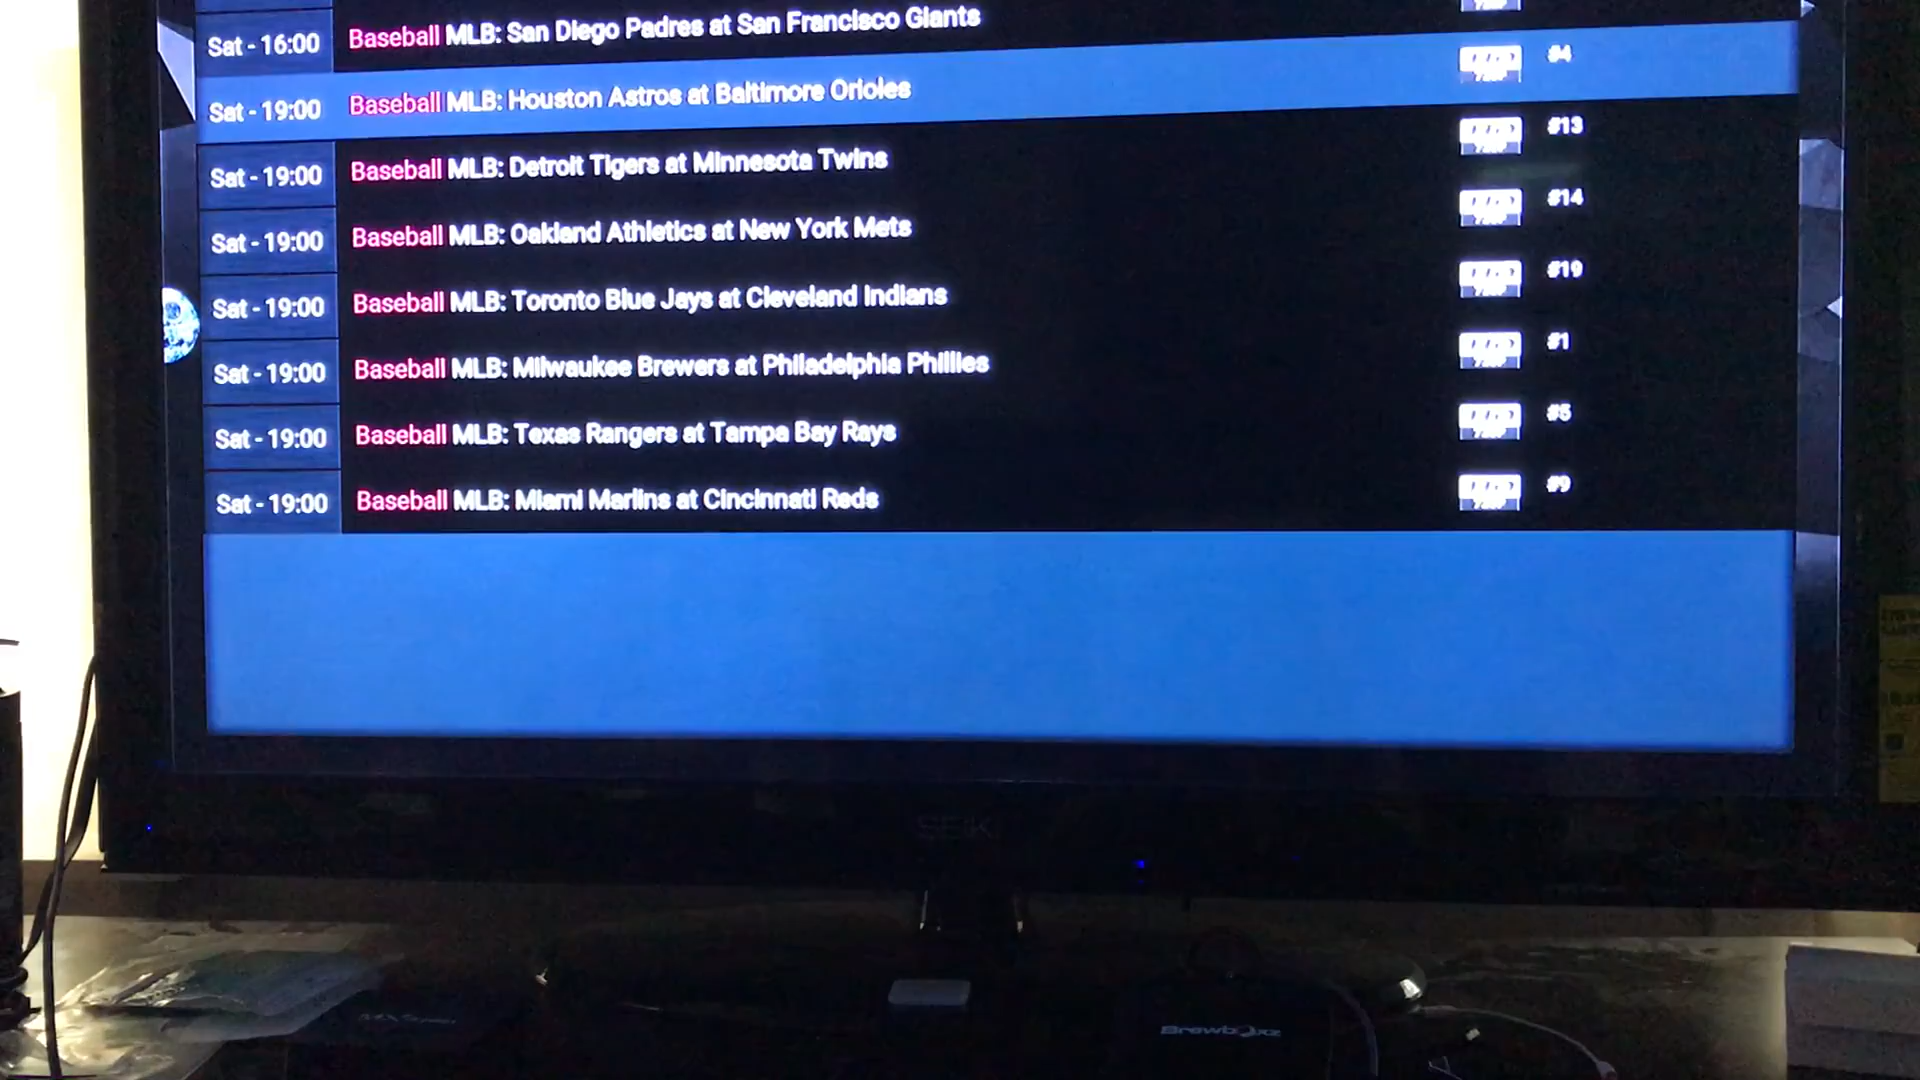 Sat - 16:00 Baseball MLB: San Diego Padres at San Francisco Giants
Sat - 19:00 Baseball MLB: Houston Astros at Baltimore Orioles #4
Sat - 19:00 Baseball MLB: Detroit Tigers at Minnesota Twins #13
Sat - 19:00 Baseball MLB: Oakland Athletics at New York Mets #14
Sat - 19:00 Baseball MLB: Toronto Blue Jays at Cleveland Indians #19
Sat - 19:00 Baseball MLB: Milwaukee Brewers at Philadelphia Phillies #1
Sat - 19:00 Baseball MLB: Texas Rangers at Tampa Bay Rays #5
Sat - 19:00 Baseball MLB: Miami Marlins at Cincinnati Reds #9
SEIKI
Brewboxz